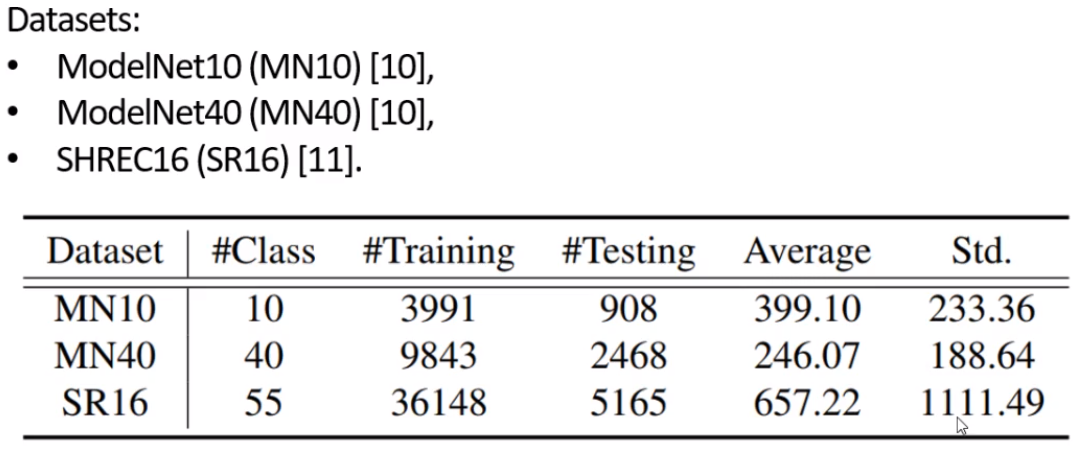 Datasets:
• ModelNet10 (MN10) [10],
• ModelNet40 (MN40) [10],
• SHREC16 (SR16) [11].
Dataset #Class #Training #Testing Average Std.
MN10 10 3991 908 399.10 233.36
MN40 40 9843 2468 246.07 188.64
SR16 55 36148 5165 657.22 1111.49